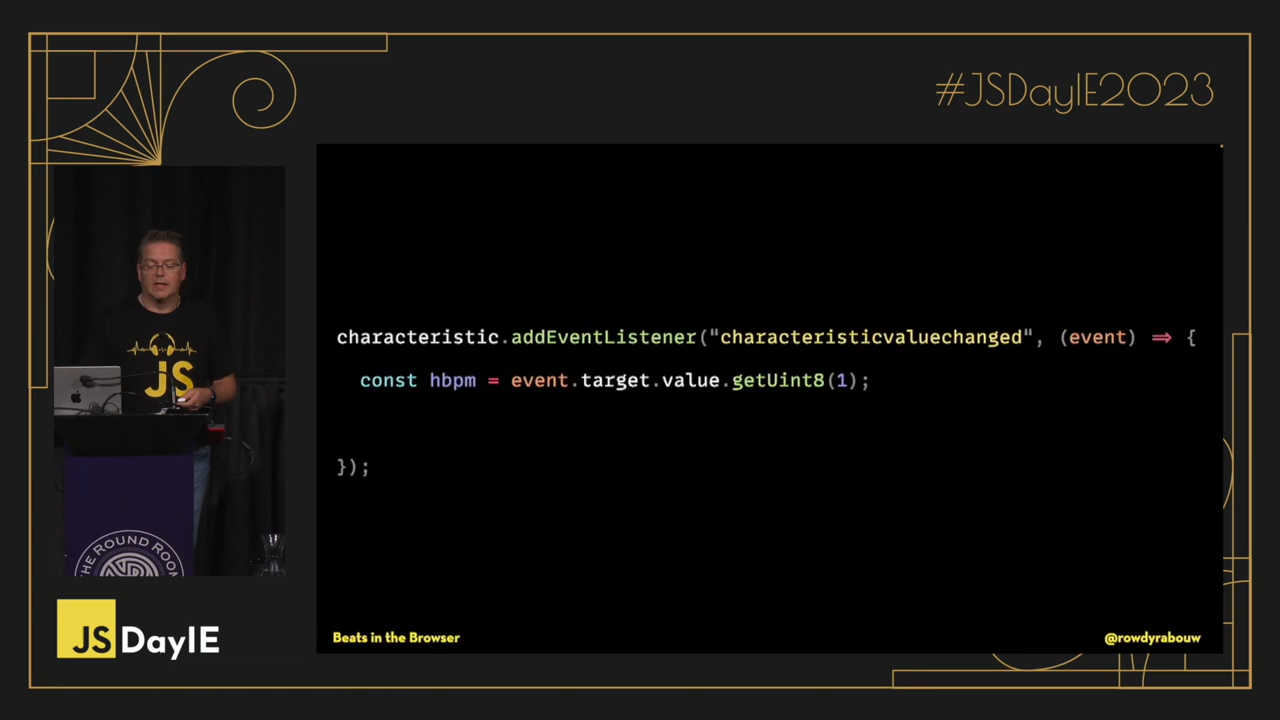 #JSDayIE2023
JS
THE ROUND ROOM
JS DayIE
characteristic.addEventListener("characteristicvaluechanged", (event) => {
const hbpm = event.target.value.getUint8(1);
});
Beats in the Browser
@rowdyrabouw